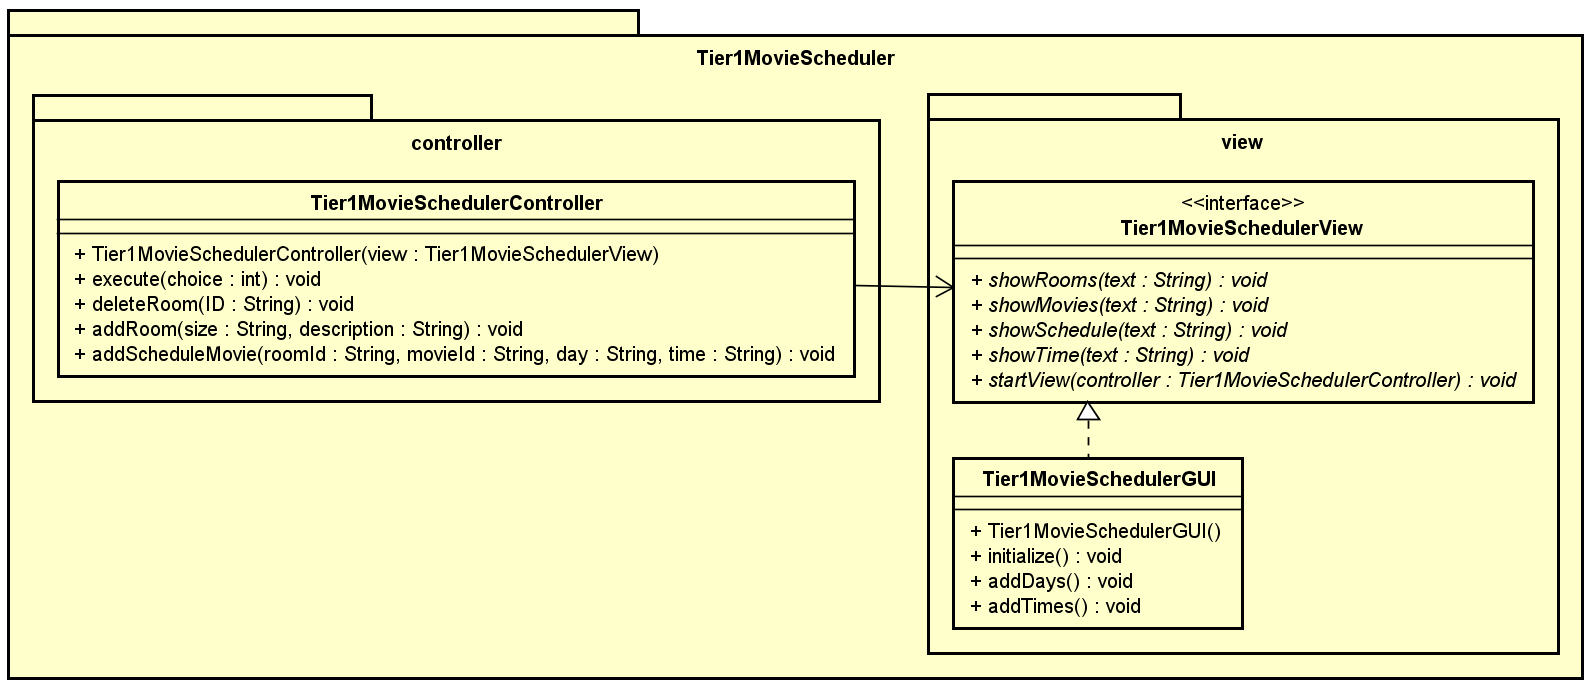 Tier1MovieScheduler
controller
Tier1MovieSchedulerController
+ Tier1MovieSchedulerController(view : Tier1MovieSchedulerView)
+ execute(choice : int) : void
+ deleteRoom(ID : String) : void
+ addRoom(size : String, description : String) : void
+ addScheduleMovie(roomId : String, movieId : String, day : String, time : String) : void
view
<<interface>>
Tier1MovieSchedulerView
+ showRooms(text : String) : void
+ showMovies(text : String) : void
+ showSchedule(text : String) : void
+ showTime(text : String) : void
+ startView(controller : Tier1MovieSchedulerController) : void
Tier1MovieSchedulerGUI
+ Tier1MovieSchedulerGUI()
+ initialize() : void
+ addDays() : void
+ addTimes() : void